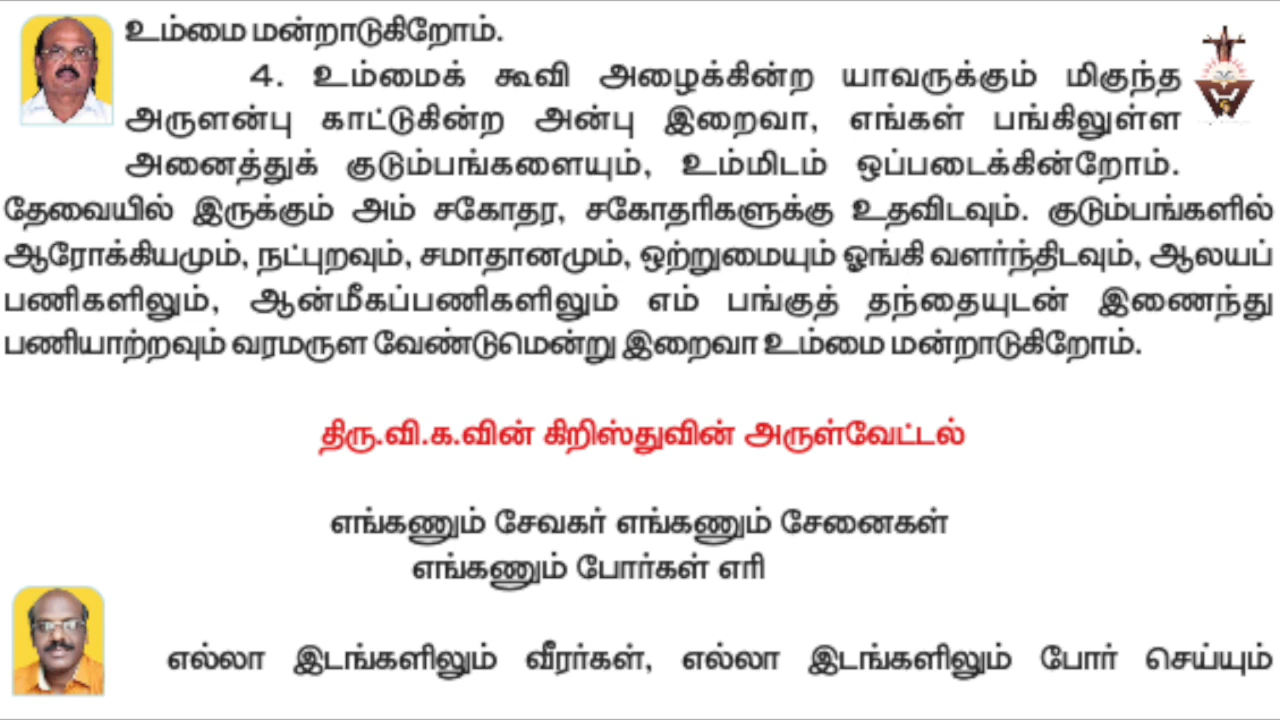 உம்மை மன்றாடுகிறோம்.
4. உம்மைக் கூவி அழைக்கின்ற யாவருக்கும் மிகுந்த
அருளன்பு காட்டுகின்ற அன்பு இறைவா, எங்கள் பங்கிலுள்ள
அனைத்துக் குடும்பங்களையும், உம்மிடம் ஒப்படைக்கின்றோம்.
தேவையில் இருக்கும் அம் சகோதர, சகோதரிகளுக்கு உதவிடவும். குடும்பங்களில்
ஆரோக்கியமும், நட்புறவும், சமாதானமும், ஒற்றுமையும் ஓங்கி வளர்ந்திடவும், ஆலயப்
பணிகளிலும், ஆன்மீகப்பணிகளிலும் எம் பங்குத் தந்தையுடன் இணைந்து
பணியாற்றவும் வரமருள வேண்டுமென்று இறைவா உம்மை மன்றாடுகிறோம்.
திரு.வி.க.வின் கிறிஸ்துவின் அருள்வேட்டல்
எங்கணும் சேவகர் எங்கணும் சேனைகள்
எங்கணும் போர்கள் எரி
எல்லா இடங்களிலும் வீரர்கள், எல்லா இடங்களிலும் போர் செய்யும்